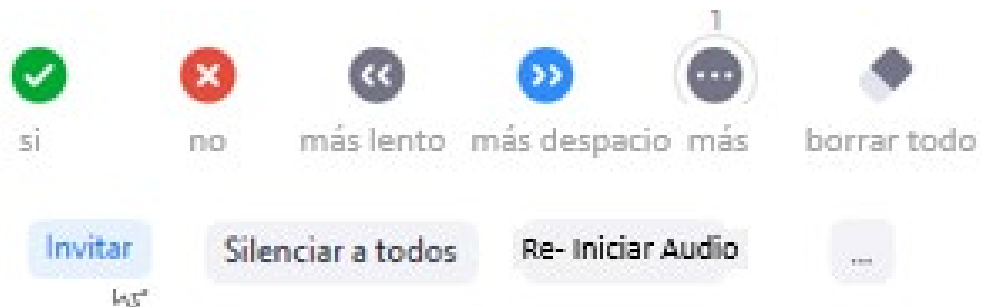 1
si no más lento más despacio más borrar todo
Invitar Silenciar a todos Re- Iniciar Audio ...